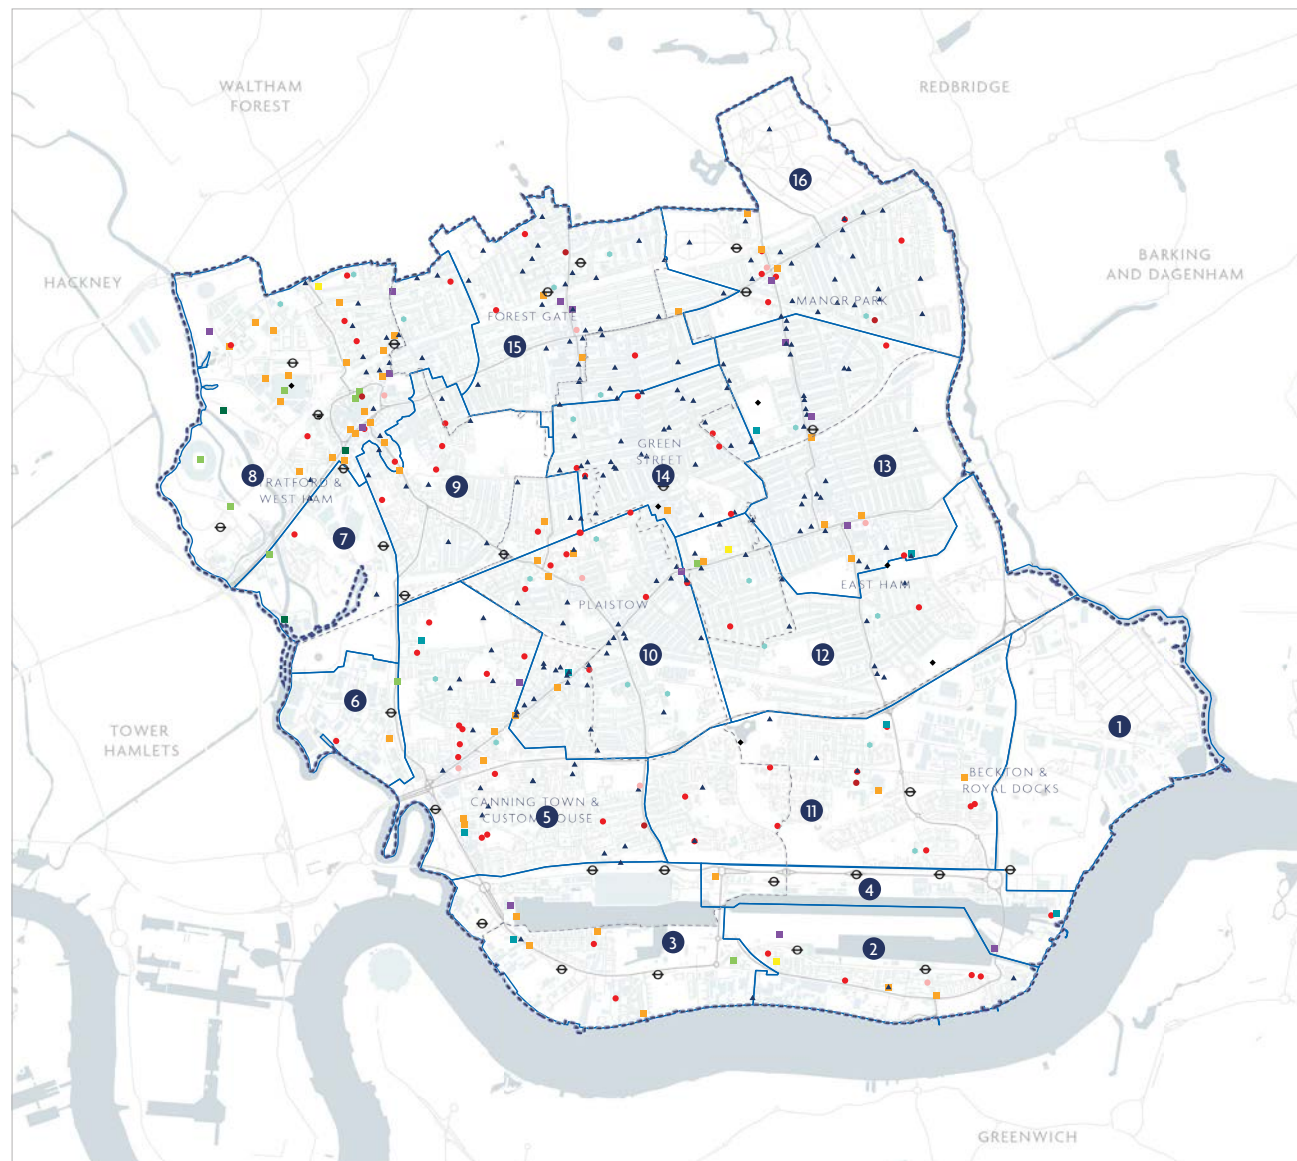 WALTHAM
FOREST
REDBRIDGE
16
HACKNEY
BARKING
AND DAGENHAM
MANOR PARK
FOREST GATE
15
GREEN
STREET
14
13
8
STRATFORD &
WEST HAM
9
7
EAST HAM
PLAISTOW
10
12
6
1
TOWER
HAMLETS
BECKTON &
ROYAL DOCKS
CANNING TOWN &
CUSTOM HOUSE
5
11
4
3
2
GREENWICH